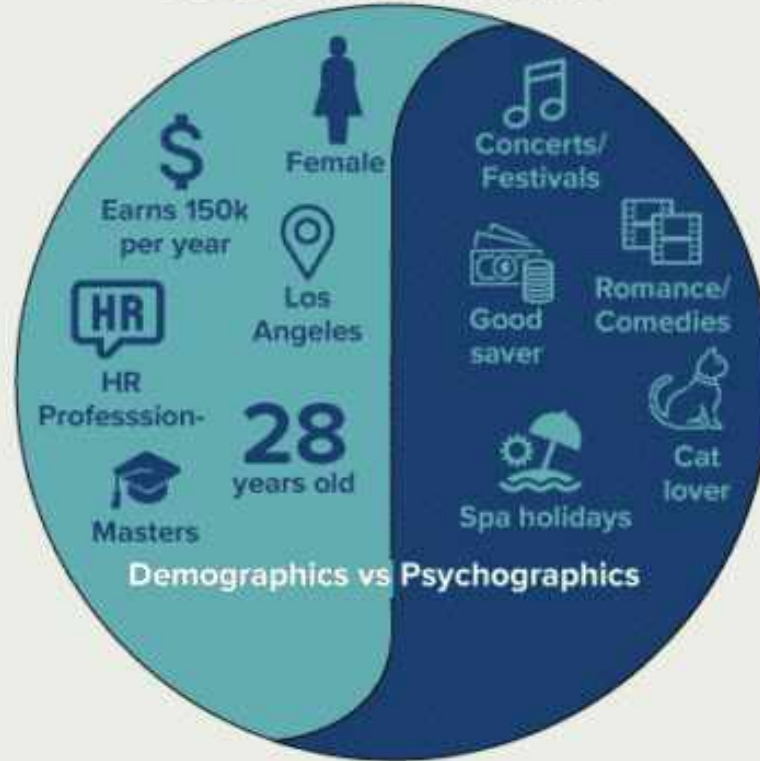 Female
$
Earns 150k
per year
Los
Angeles
HR
HR
Professsion-
28
years old
Masters
Concerts/
Festivals
Good
saver
Romance/
Comedies
Cat
lover
Spa holidays
Demographics vs Psychographics